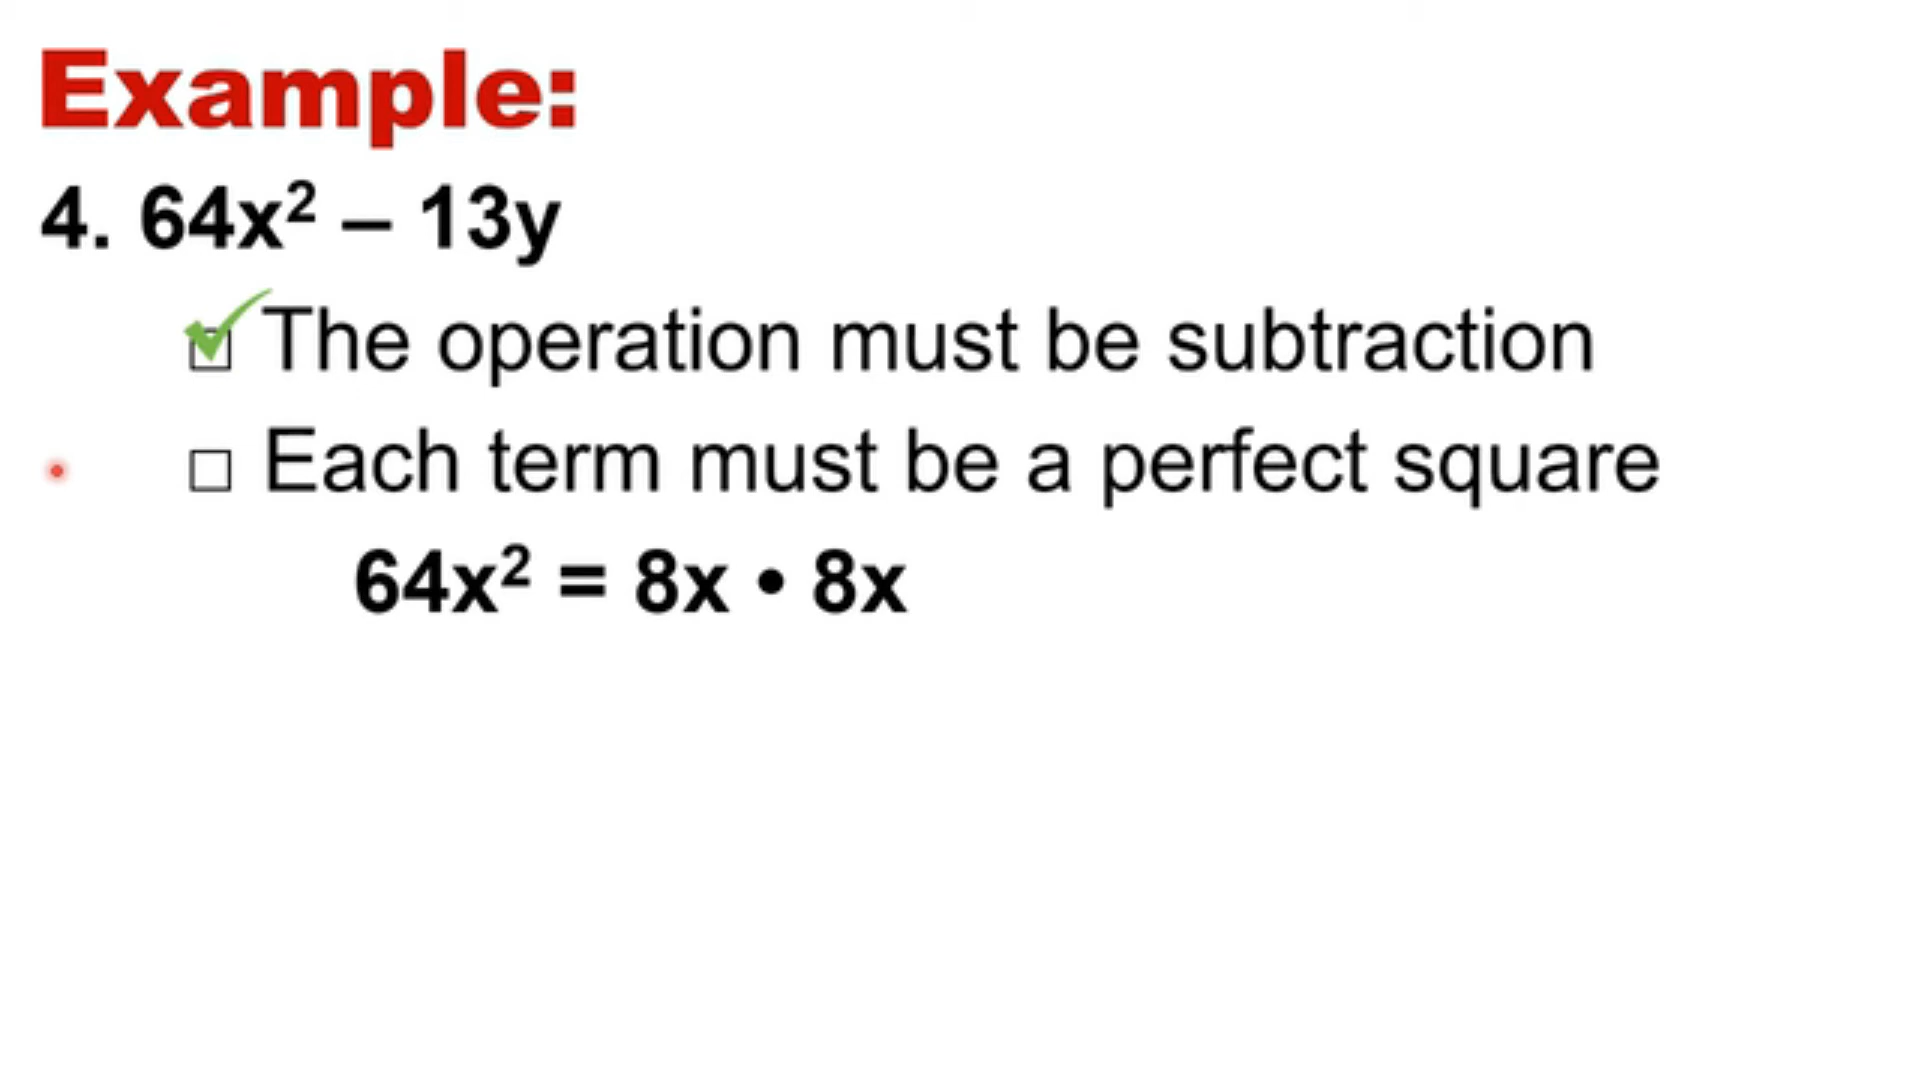 Example:
4. 64x² – 13y
The operation must be subtraction
Each term must be a perfect square
64x² = 8x • 8x